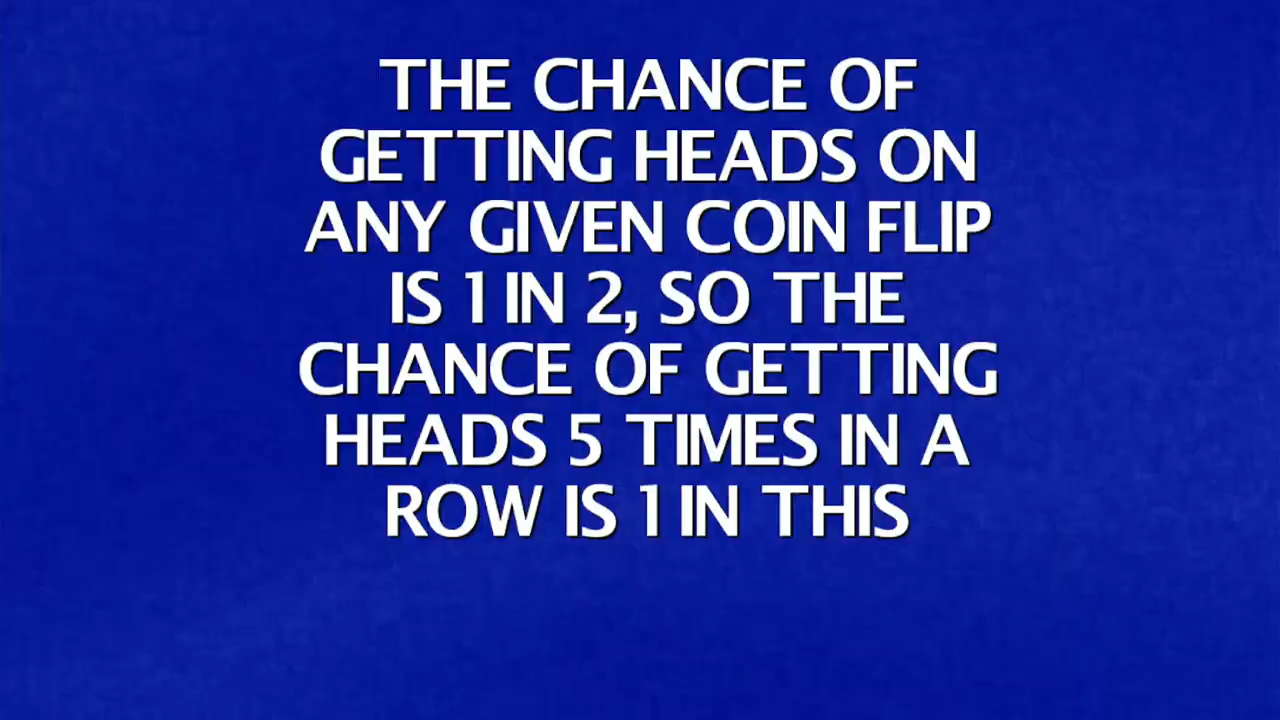 THE CHANCE OF
GETTING HEADS ON
ANY GIVEN COIN FLIP
IS 1 IN 2, SO THE
CHANCE OF GETTING
HEADS 5 TIMES IN A
ROW IS 1 IN THIS